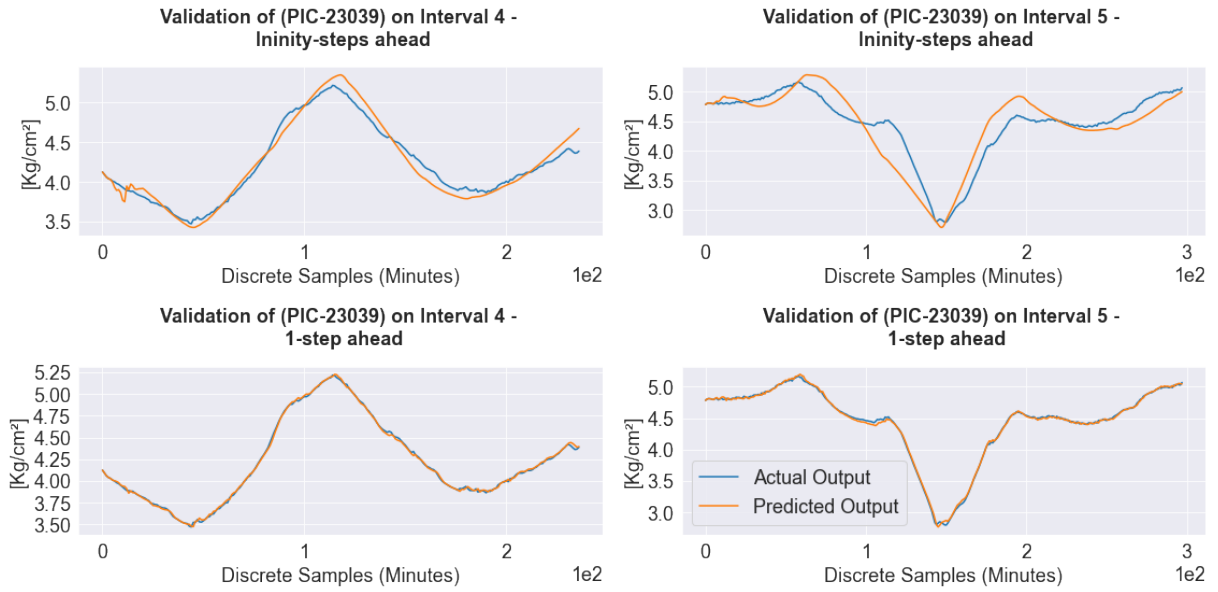 Validation of (PIC-23039) on Interval 4 -
Ininity-steps ahead
[Kg/cm²]
5.0
4.5
4.0
3.5
0
1
2
1e2
Discrete Samples (Minutes)
Validation of (PIC-23039) on Interval 5 -
Ininity-steps ahead
[Kg/cm²]
5.0
4.5
4.0
3.5
3.0
0
1
2
3
1e2
Discrete Samples (Minutes)
Validation of (PIC-23039) on Interval 4 -
1-step ahead
[Kg/cm²]
5.25
5.00
4.75
4.50
4.25
4.00
3.75
3.50
0
1
2
1e2
Discrete Samples (Minutes)
Validation of (PIC-23039) on Interval 5 -
1-step ahead
[Kg/cm²]
5.0
4.5
4.0
3.5
3.0
Actual Output
Predicted Output
0
1
2
3
1e2
Discrete Samples (Minutes)